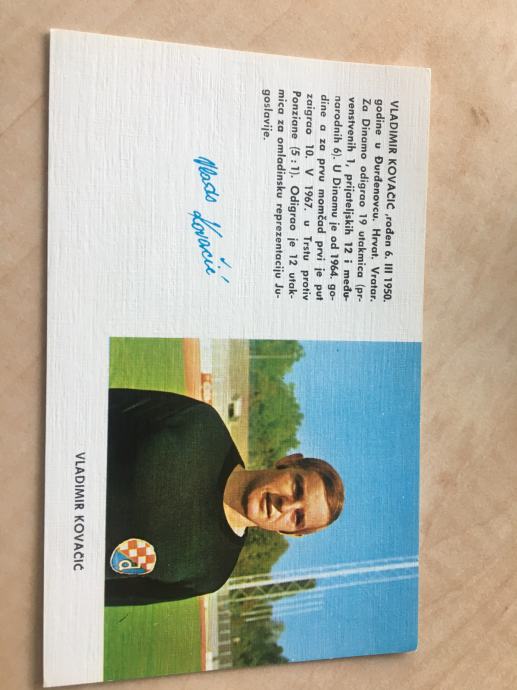 VLADIMIR KOVAČIĆ ,rođen 6. III 1950.
godine u Đurđenovcu. Hrvat. Vratar.
Za Dinamo odigrao 19 utakmica (pr-
venstvenih 1, prijateljskih 12 i među-
narodnih 6). U Dinamu je od 1964. go-
dine a za prvu momčad prvi je put
zaigrao 10. V 1967. u Trstu protiv
Ponziane (5 : 1). Odigrao je 12 utak-
mica za omladinsku reprezentaciju Ju-
goslavije.
Vlado Kovačić
VLADIMIR KOVAČIĆ